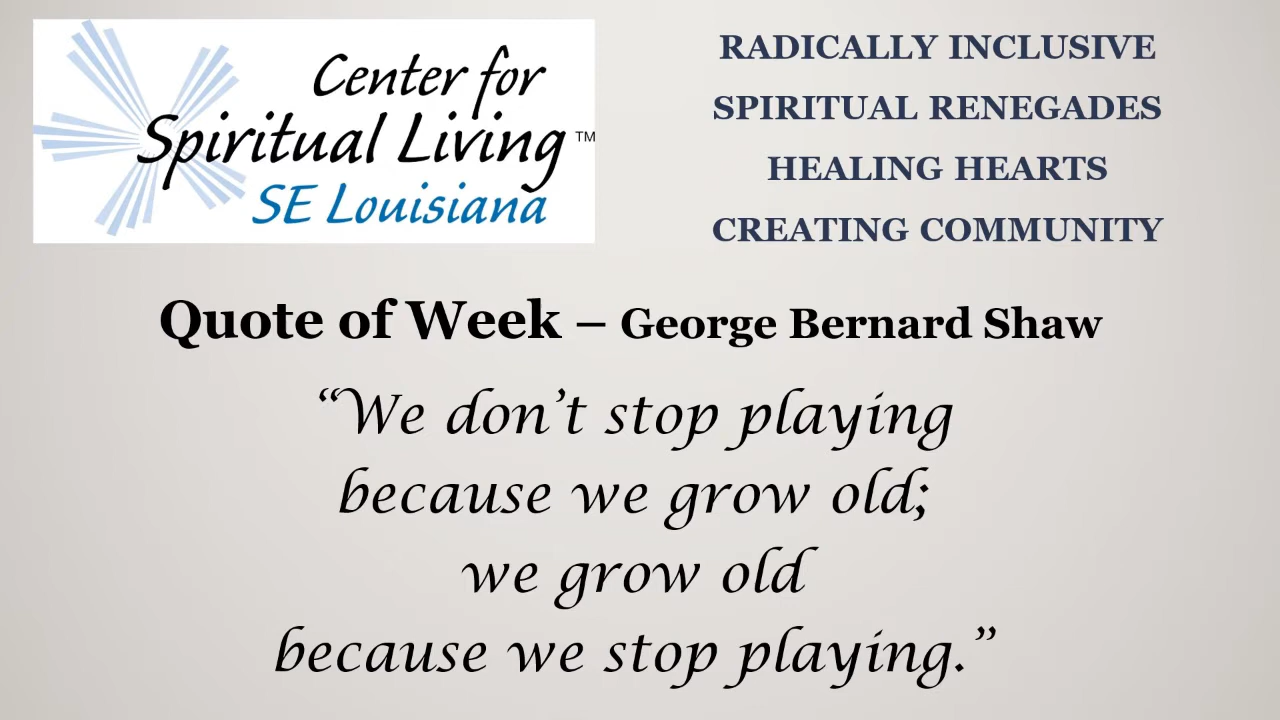 Center for
Spiritual Living™
SE Louisiana
RADICALLY INCLUSIVE
SPIRITUAL RENEGADES
HEALING HEARTS
CREATING COMMUNITY
Quote of Week – George Bernard Shaw
“We don’t stop playing
because we grow old;
we grow old
because we stop playing.”